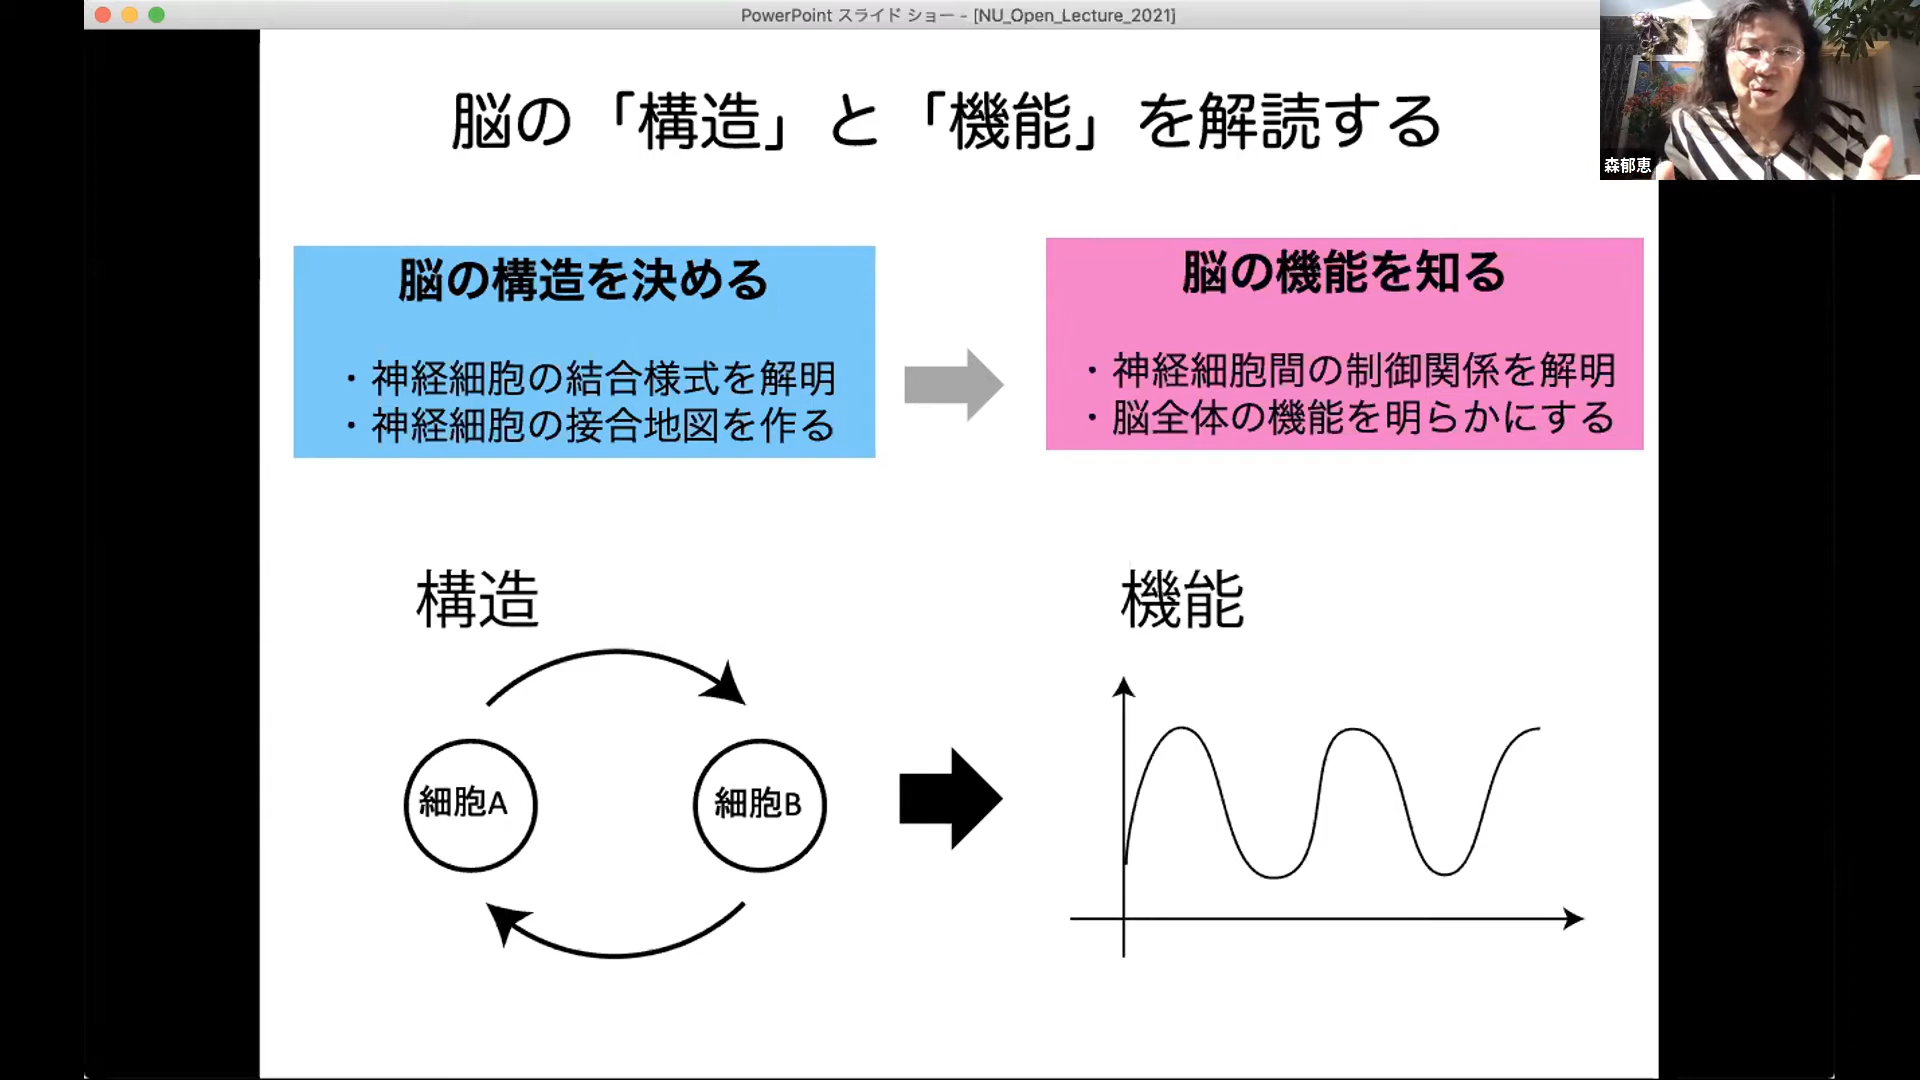 PowerPoint スライド ショー - [NU_Open_Lecture_2021]
森郁恵
脳の「構造」と「機能」を解読する
脳の構造を決める
・神経細胞の結合様式を解明
・神経細胞の接合地図を作る
脳の機能を知る
・神経細胞間の制御関係を解明
・脳全体の機能を明らかにする
構造
細胞A
細胞B
機能